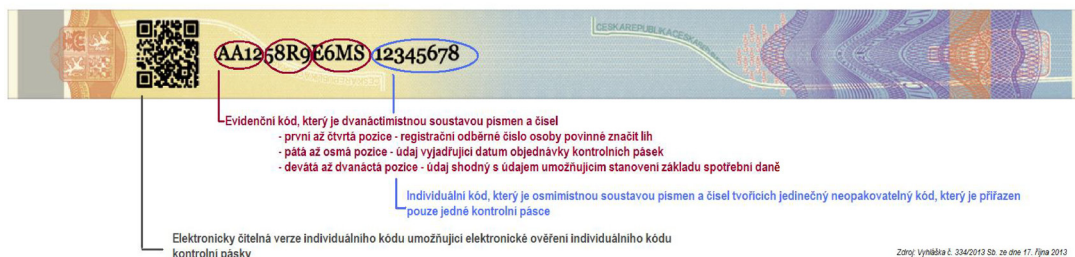 ČESKAREPUBLIKAČESKAREPUB
AA1258R9E6MS 12345678
Evidenční kód, který je dvanáctimístnou soustavou písmen a čísel
- první až čtvrtá pozice - registrační odběrné číslo osoby povinné značit líh
- pátá až osmá pozice - údaj vyjadřující datum objednávky kontrolních pásek
- devátá až dvanáctá pozice - údaj shodný s údajem umožňujícím stanovení základu spotřební daně
Individuální kód, který je osmimístnou soustavou písmen a čísel tvořících jedinečný neopakovatelný kód, který je přiřazen
pouze jedné kontrolní pásce
Elektronicky čitelná verze individuálního kódu umožňující elektronické ověření individuálního kódu
kontrolní pásky
Zdroj: Vyhláška č. 334/2013 Sb. ze dne 17. října 2013